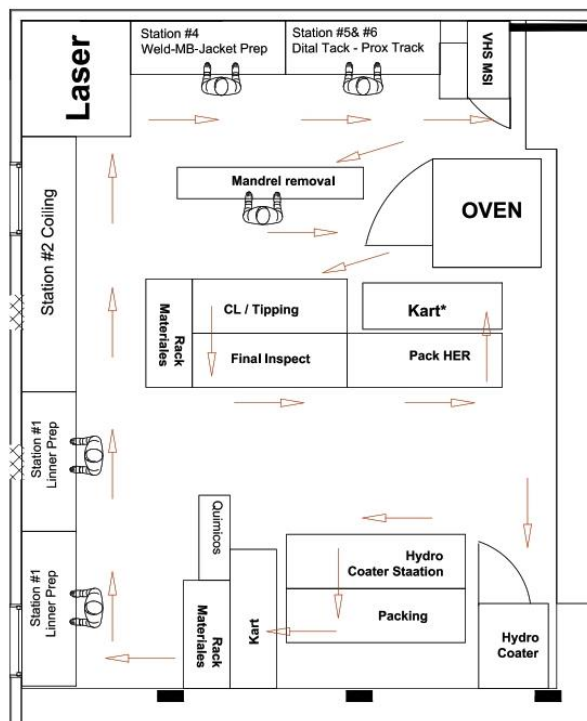 Laser
Station #4
Weld-MB-Jacket Prep
Station #5& #6
Dital Tack - Prox Track
VHS MSI
Mandrel removal
OVEN
Station #2 Coiling
Rack
Materiales
CL / Tipping
Kart*
Final Inspect
Pack HER
Station #1
Linner Prep
Quimicos
Station #1
Linner Prep
Rack
Materiales
Kart
Hydro
Coater Staation
Packing
Hydro
Coater